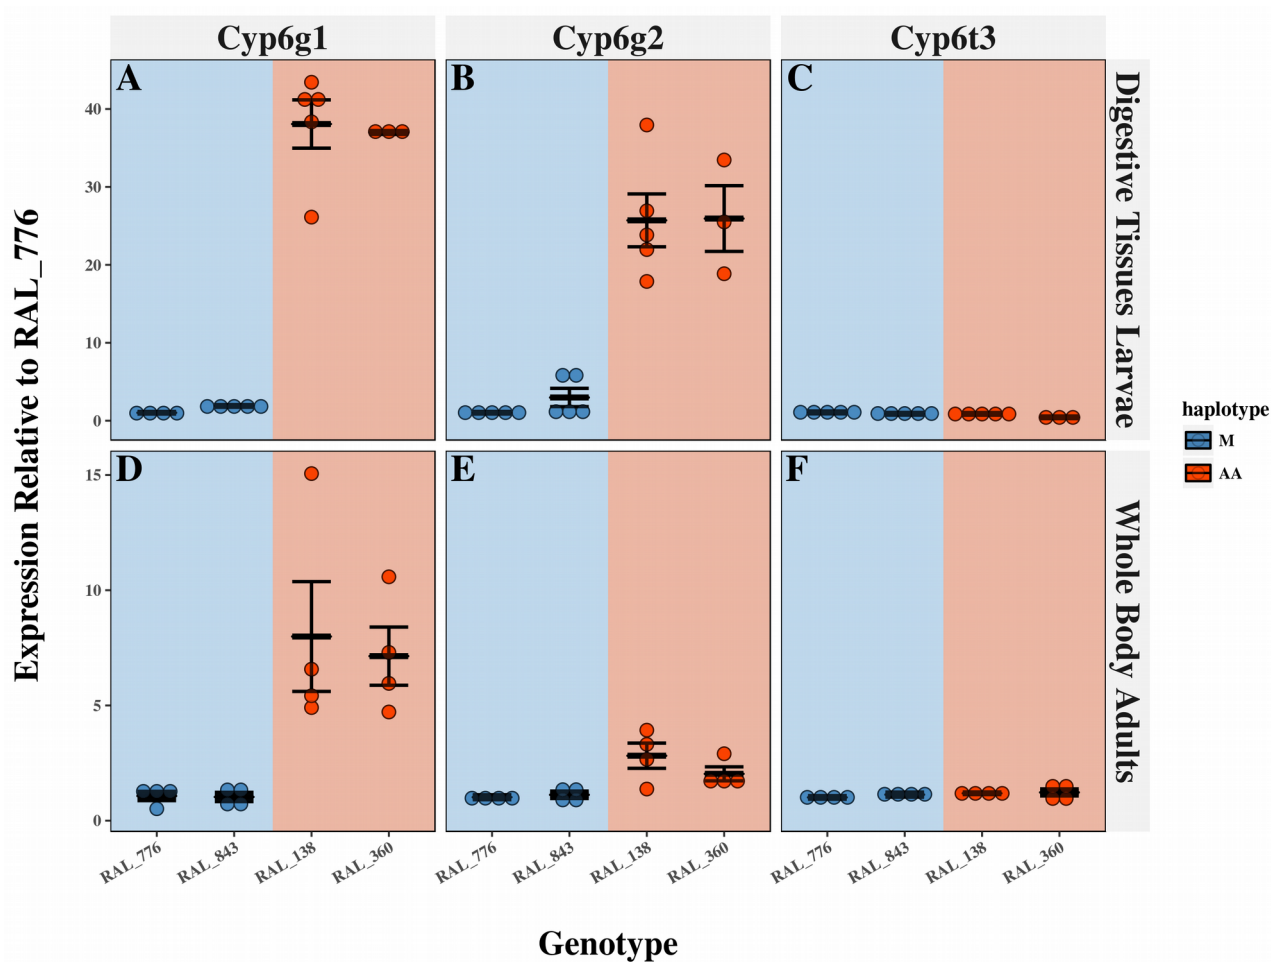 Cyp6g1
Cyp6g2
Cyp6t3
A
B
C
40
30
20
10
0
Digestive Tissues Larvae
Expression Relative to RAL_776
haplotype
M
AA
D
E
F
15
10
5
0
Whole Body Adults
RAL_776
RAL_843
RAL_138
RAL_360
RAL_776
RAL_843
RAL_138
RAL_360
RAL_776
RAL_843
RAL_138
RAL_360
Genotype